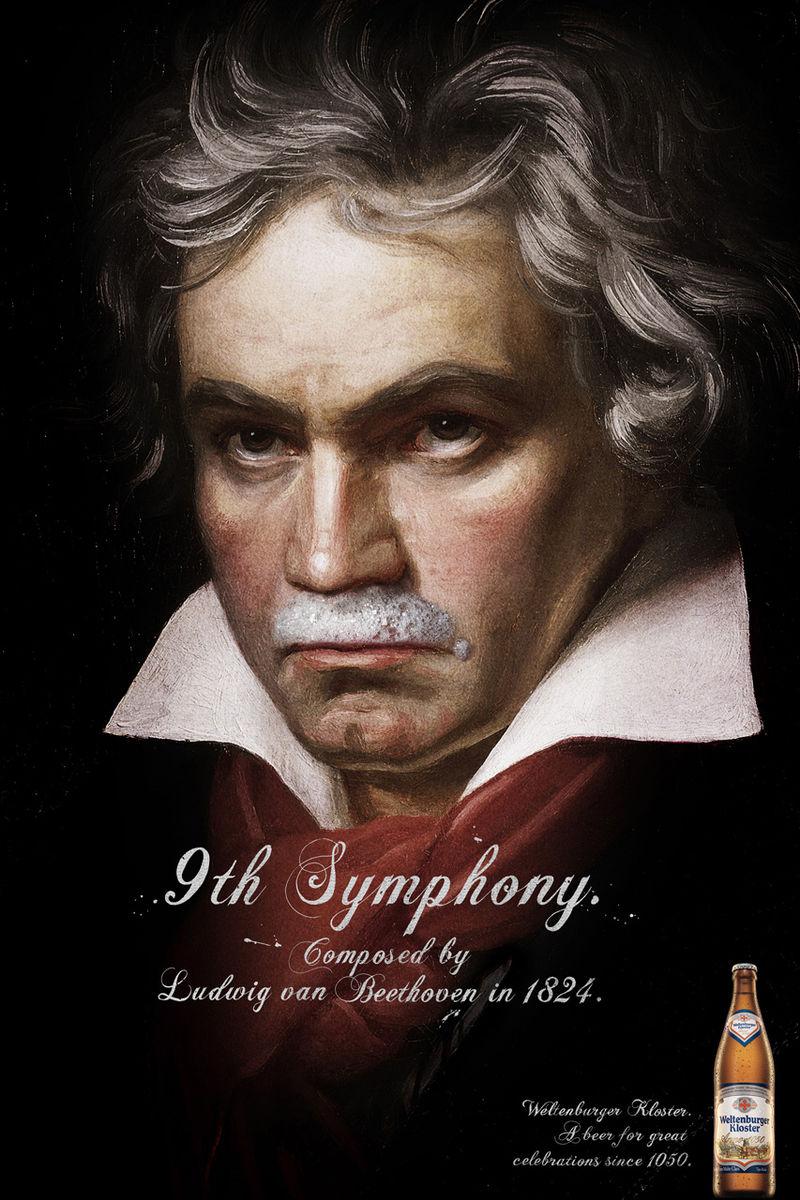 9th Symphony.
Composed by
Ludwig van Beethoven in 1824.
Weltenburger Kloster.
A beer for great
celebrations since 1050.
Weltenburger
Kloster